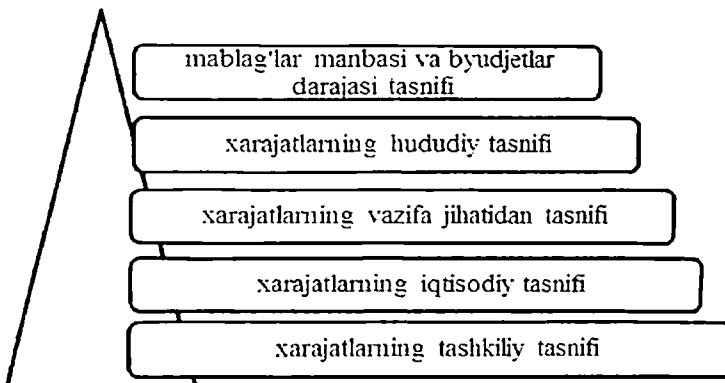 mablag'lar manbasi va byudjetlar
darajasi tasnifi
xarajatlarning hududiy tasnifi
xarajatlarning vazifa jihatidan tasnifi
xarajatlarning iqtisodiy tasnifi
xarajatlarning tashkiliy tasnifi